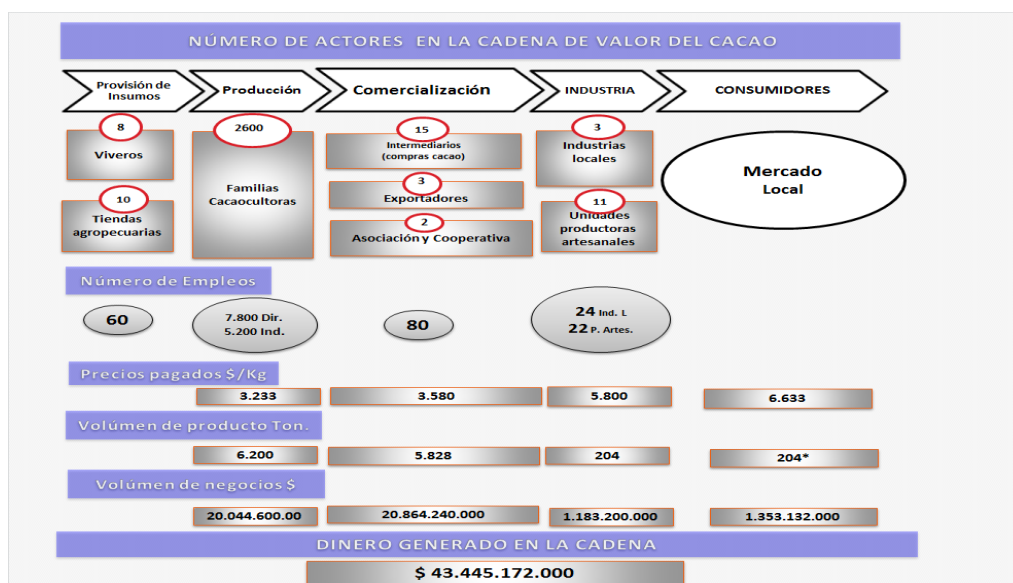 NÚMERO DE ACTORES EN LA CADENA DE VALOR DEL CACAO
Provisión de
Insumos
Producción
Comercialización
INDUSTRIA
CONSUMIDORES
8
Viveros
10
Tiendas
agropecuarias
2600
Familias
Cacaocultoras
15
Intermediarios
(compras cacao)
3
Exportadores
2
Asociación y Cooperativa
3
Industrias
locales
11
Unidades
productoras
artesanales
Mercado
Local
Número de Empleos
60
7.800 Dir.
5.200 Ind.
80
24 Ind. L
22 P. Artes.
Precios pagados $/Kg
3.233
3.580
5.800
6.633
Volúmen de producto Ton.
6.200
5.828
204
204*
Volúmen de negocios $
20.044.600.00
20.864.240.000
1.183.200.000
1.353.132.000
DINERO GENERADO EN LA CADENA
$ 43.445.172.000